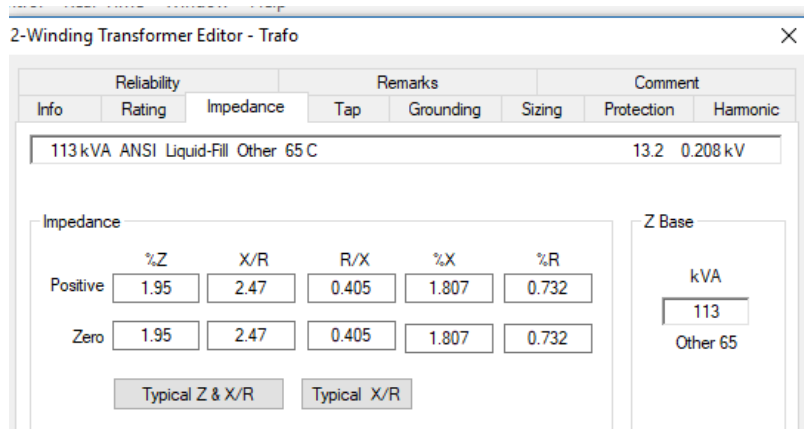 2-Winding Transformer Editor - Trafo
Reliability Remarks Comment
Info Rating Impedance Tap Grounding Sizing Protection Harmonic
113 kVA ANSI Liquid-Fill Other 65 C 13.2 0.208 kV
Impedance
%Z X/R R/X %X %R
Positive 1.95 2.47 0.405 1.807 0.732
Zero 1.95 2.47 0.405 1.807 0.732
Typical Z & X/R Typical X/R
Z Base
kVA
113
Other 65